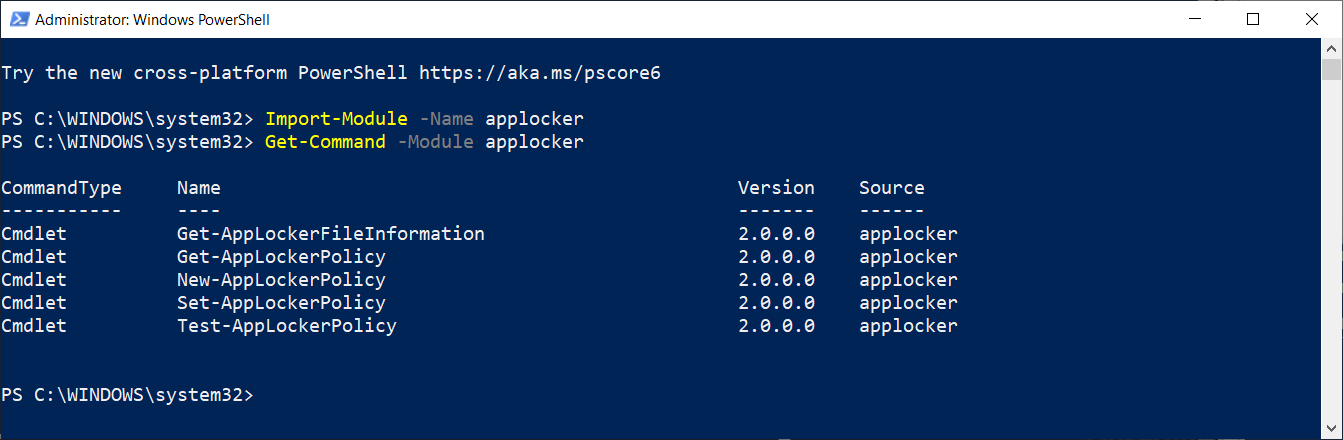 Administrator: Windows PowerShell
Try the new cross-platform PowerShell https://aka.ms/pscore6
PS C:\WINDOWS\system32> Import-Module -Name applocker
PS C:\WINDOWS\system32> Get-Command -Module applocker
CommandType     Name                                               Version    Source
-----------     ----                                               -------    ------
Cmdlet          Get-AppLockerFileInformation                       2.0.0.0    applocker
Cmdlet          Get-AppLockerPolicy                                2.0.0.0    applocker
Cmdlet          New-AppLockerPolicy                                2.0.0.0    applocker
Cmdlet          Set-AppLockerPolicy                                2.0.0.0    applocker
Cmdlet          Test-AppLockerPolicy                               2.0.0.0    applocker
PS C:\WINDOWS\system32>